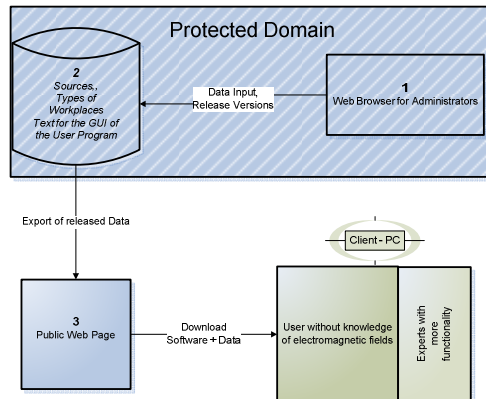 Protected Domain
2
Sources,,
Types of
Workplaces
Text for the GUI of
the User Program
Data Input,
Release Versions
1
Web Browser for Administrators
Export of released Data
Client - PC
3
Public Web Page
Download
Software + Data
User without knowledge
of electromagnetic fields
Experts with
more
functionality